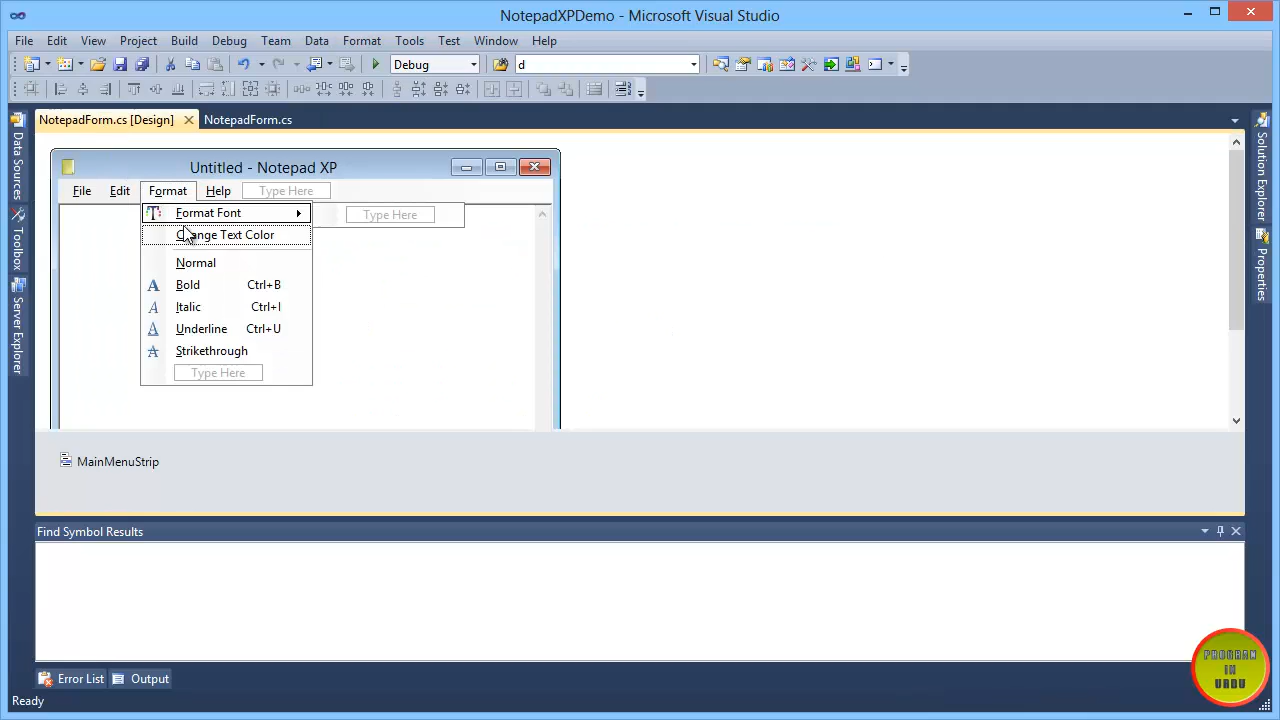 NotepadXPDemo - Microsoft Visual Studio
File Edit View Project Build Debug Team Data Format Tools Test Window Help
Debug d
NotepadForm.cs [Design] NotepadForm.cs
Data Sources
Toolbox
Server Explorer
Untitled - Notepad XP
File Edit Format Help Type Here
Format Font Type Here
Change Text Color
Normal
Bold Ctrl+B
Italic Ctrl+I
Underline Ctrl+U
Strikethrough
Type Here
MainMenuStrip
Solution Explorer
Properties
Find Symbol Results
Error List Output
Ready
PROGRAM
IN
URDU